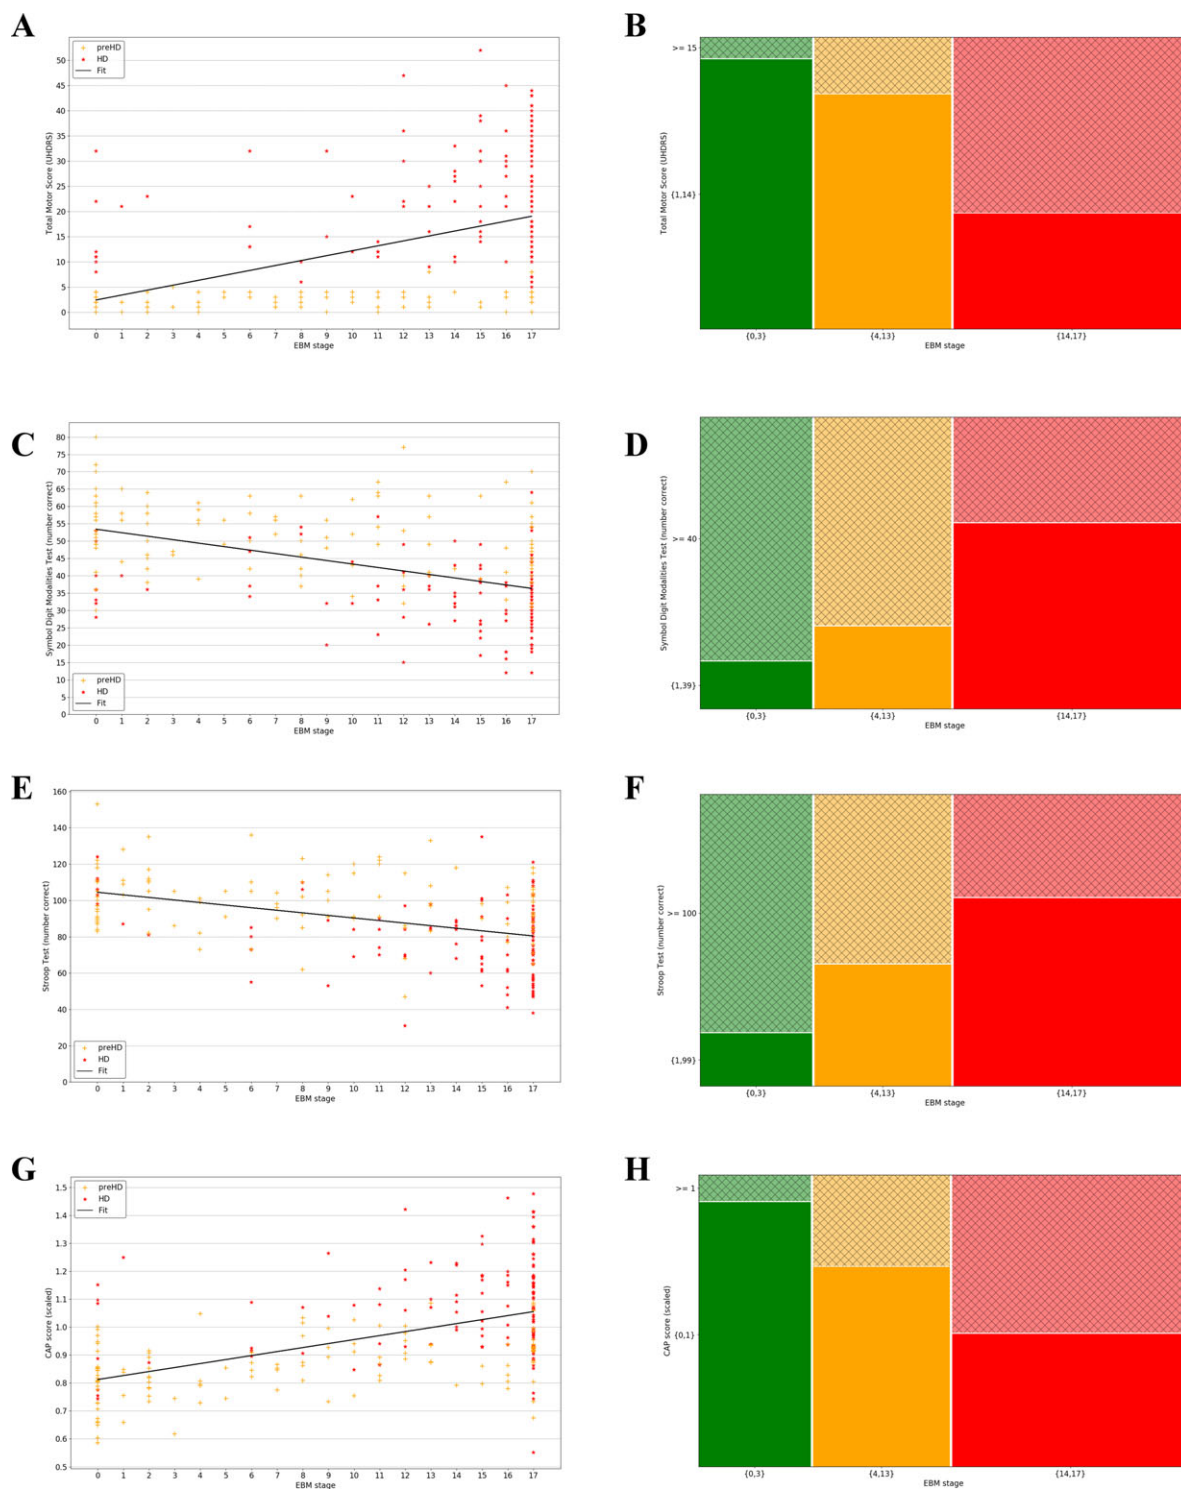 A
preHD
HD
Fit
50
45
40
35
30
25
20
15
10
5
0
Total Motor Score (UHDRS)
0 1 2 3 4 5 6 7 8 9 10 11 12 13 14 15 16 17
EBM stage
B
>= 15
{1,14}
Total Motor Score (UHDRS)
{0,3} {4,13} {14,17}
EBM stage
C
80
75
70
65
60
55
50
45
40
35
30
25
20
15
10
5
0
Symbol Digit Modalities Test (number correct)
preHD
HD
Fit
0 1 2 3 4 5 6 7 8 9 10 11 12 13 14 15 16 17
EBM stage
D
>= 40
{1,39}
Symbol Digit Modalities Test (number correct)
{0,3} {4,13} {14,17}
EBM stage
E
160
140
120
100
80
60
40
20
0
Stroop Test (number correct)
preHD
HD
Fit
0 1 2 3 4 5 6 7 8 9 10 11 12 13 14 15 16 17
EBM stage
F
>= 100
{1,99}
Stroop Test (number correct)
{0,3} {4,13} {14,17}
EBM stage
G
preHD
HD
Fit
1.5
1.4
1.3
1.2
1.1
1.0
0.9
0.8
0.7
0.6
0.5
CAP score (scaled)
0 1 2 3 4 5 6 7 8 9 10 11 12 13 14 15 16 17
EBM stage
H
>= 1
{0,1}
CAP score (scaled)
{0,3} {4,13} {14,17}
EBM stage